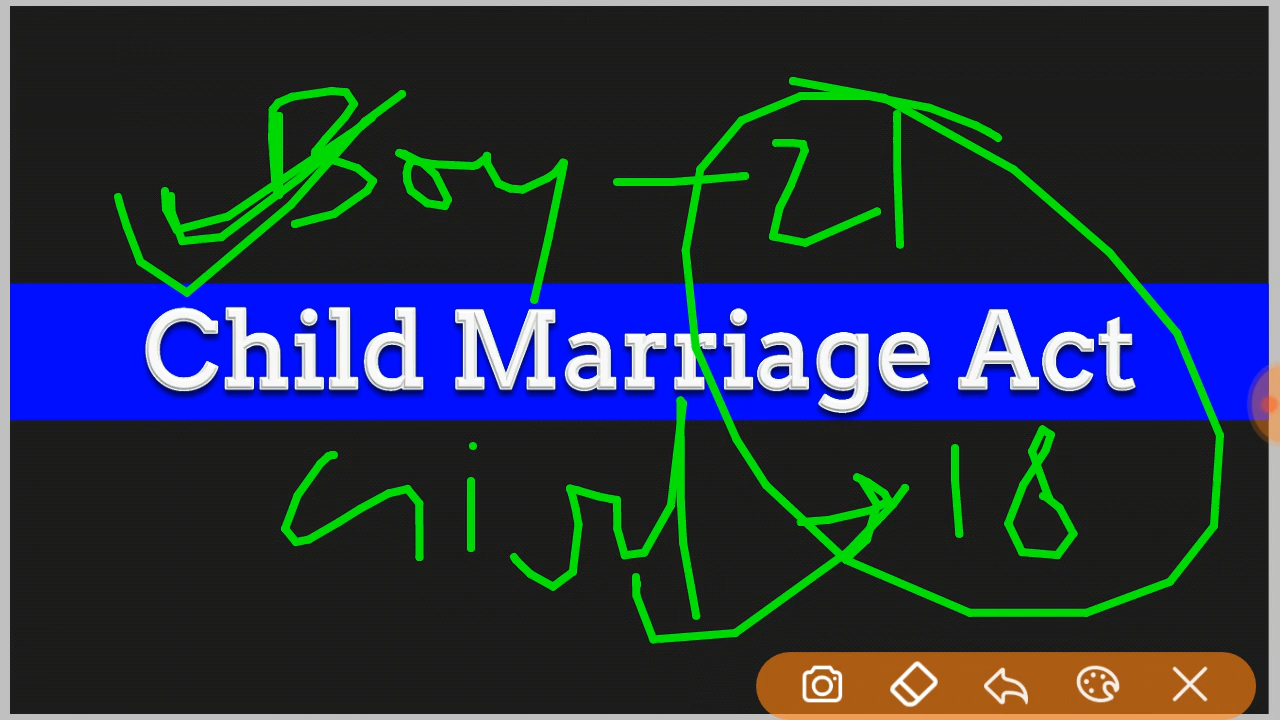 Boy - 21
Child Marriage Act
Girl → 18